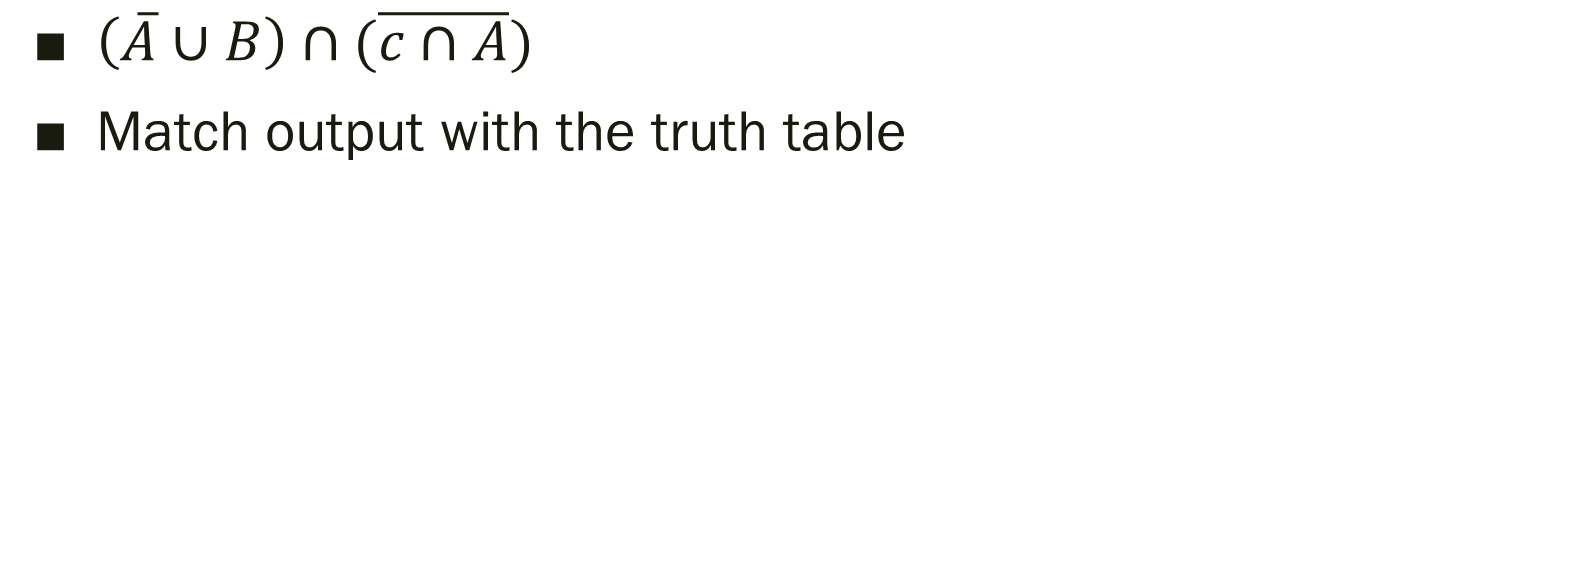 ■ (Ā ∪ B) ∩ (c̅ ̅∩̅ ̅A̅)
■ Match output with the truth table